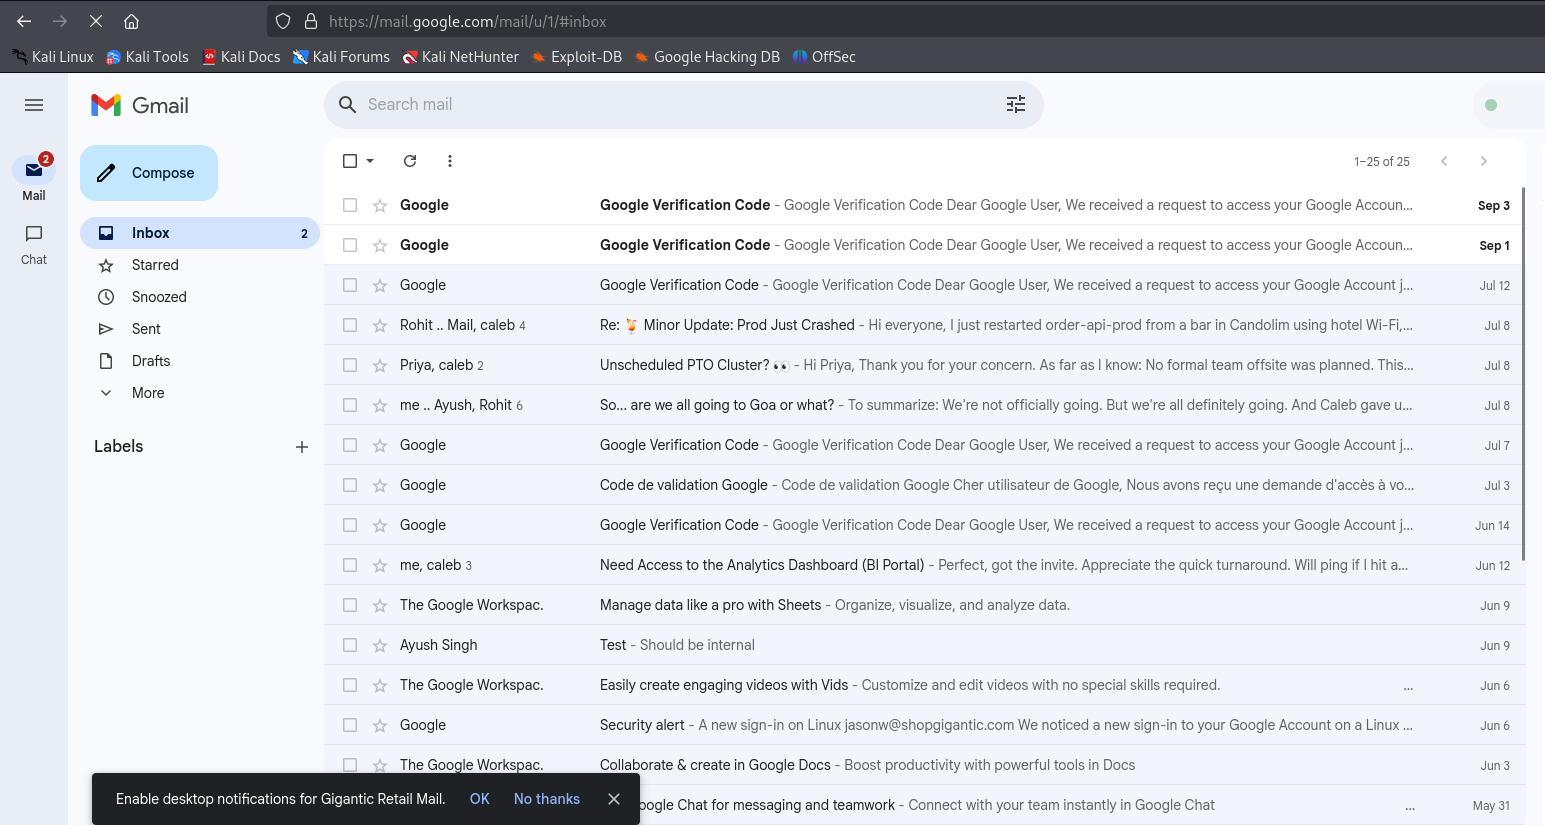 https://mail.google.com/mail/u/1/#inbox
Kali Linux Kali Tools Kali Docs Kali Forums Kali NetHunter Exploit-DB Google Hacking DB OffSec
Gmail Search mail
2
Mail
Chat
Compose
Inbox 2
Starred
Snoozed
Sent
Drafts
More
Labels
1–25 of 25
Google Google Verification Code - Google Verification Code Dear Google User, We received a request to access your Google Accoun... Sep 3
Google Google Verification Code - Google Verification Code Dear Google User, We received a request to access your Google Accoun... Sep 1
Google Google Verification Code - Google Verification Code Dear Google User, We received a request to access your Google Account j... Jul 12
Rohit .. Mail, caleb 4 Re: 🍹 Minor Update: Prod Just Crashed - Hi everyone, I just restarted order-api-prod from a bar in Candolim using hotel Wi-Fi,... Jul 8
Priya, caleb 2 Unscheduled PTO Cluster? 👀 - Hi Priya, Thank you for your concern. As far as I know: No formal team offsite was planned. This... Jul 8
me .. Ayush, Rohit 6 So... are we all going to Goa or what? - To summarize: We're not officially going. But we're all definitely going. And Caleb gave u... Jul 8
Google Google Verification Code - Google Verification Code Dear Google User, We received a request to access your Google Account j... Jul 7
Google Code de validation Google - Code de validation Google Cher utilisateur de Google, Nous avons reçu une demande d'accès à vo... Jul 3
Google Google Verification Code - Google Verification Code Dear Google User, We received a request to access your Google Account j... Jun 14
me, caleb 3 Need Access to the Analytics Dashboard (BI Portal) - Perfect, got the invite. Appreciate the quick turnaround. Will ping if I hit a... Jun 12
The Google Workspac. Manage data like a pro with Sheets - Organize, visualize, and analyze data. Jun 9
Ayush Singh Test - Should be internal Jun 9
The Google Workspac. Easily create engaging videos with Vids - Customize and edit videos with no special skills required. ... Jun 6
Google Security alert - A new sign-in on Linux jasonw@shopgigantic.com We noticed a new sign-in to your Google Account on a Linux ... Jun 6
The Google Workspac. Collaborate & create in Google Docs - Boost productivity with powerful tools in Docs Jun 3
Chat for messaging and teamwork - Connect with your team instantly in Google Chat ... May 31
Enable desktop notifications for Gigantic Retail Mail. OK No thanks